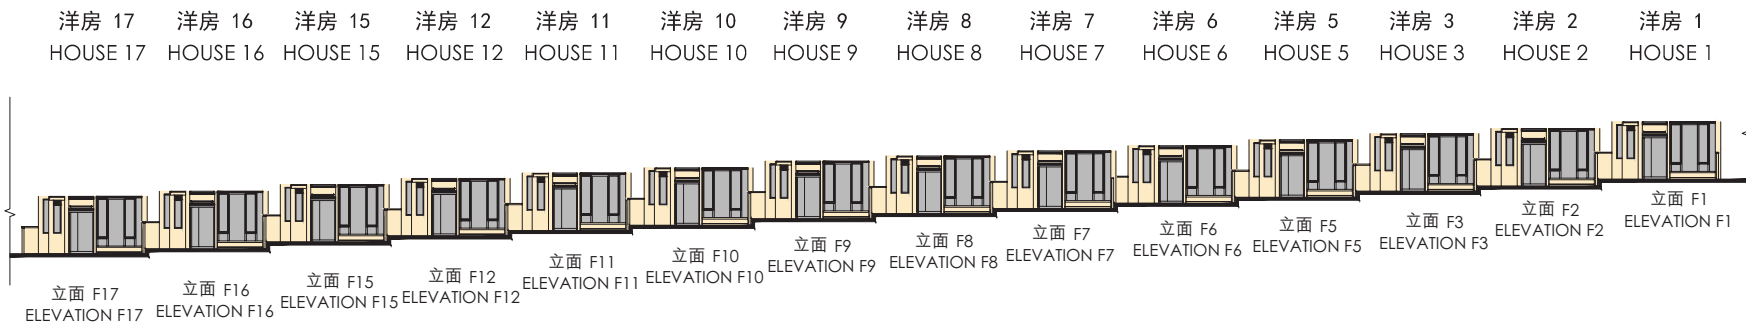 洋房 17
HOUSE 17
洋房 16
HOUSE 16
洋房 15
HOUSE 15
洋房 12
HOUSE 12
洋房 11
HOUSE 11
洋房 10
HOUSE 10
洋房 9
HOUSE 9
洋房 8
HOUSE 8
洋房 7
HOUSE 7
洋房 6
HOUSE 6
洋房 5
HOUSE 5
洋房 3
HOUSE 3
洋房 2
HOUSE 2
洋房 1
HOUSE 1
立面 F17
ELEVATION F17
立面 F16
ELEVATION F16
立面 F15
ELEVATION F15
立面 F12
ELEVATION F12
立面 F11
ELEVATION F11
立面 F10
ELEVATION F10
立面 F9
ELEVATION F9
立面 F8
ELEVATION F8
立面 F7
ELEVATION F7
立面 F6
ELEVATION F6
立面 F5
ELEVATION F5
立面 F3
ELEVATION F3
立面 F2
ELEVATION F2
立面 F1
ELEVATION F1